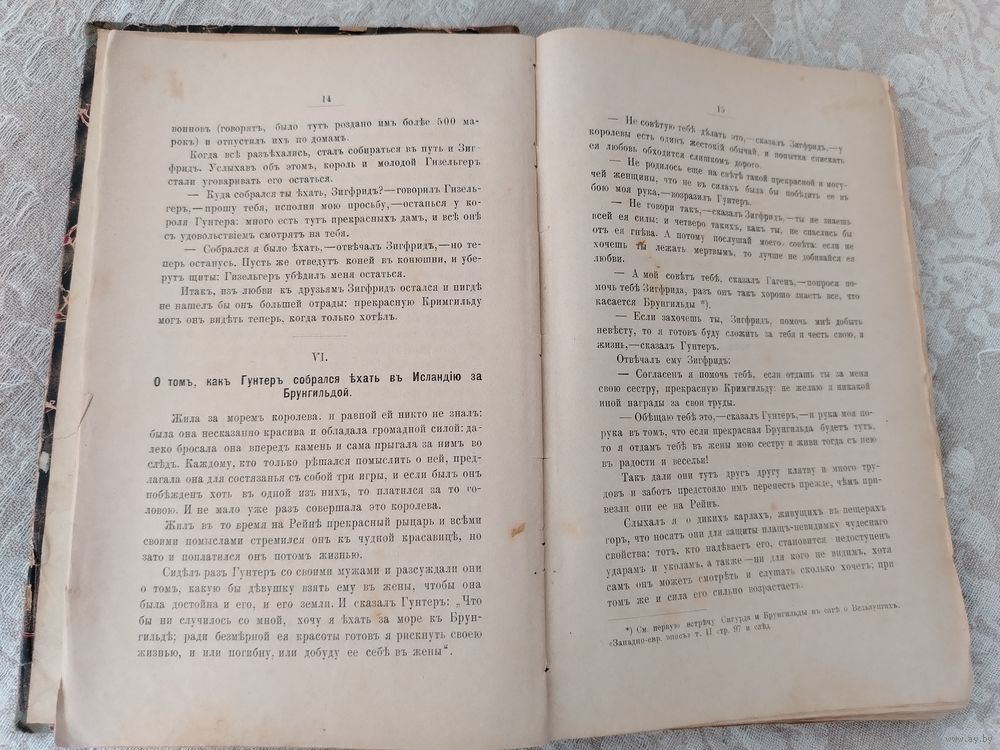 14
воиновъ (говорятъ, было тутъ роздано имъ болѣе 500 ма-
рокъ) и отпустилъ ихъ по домамъ.
Когда всѣ разъѣхались, сталъ собираться въ путь и Зиг-
фридъ. Услыхавъ объ этомъ, король и молодой Гизельгеръ
стали уговаривать его остаться.
— Куда собрался ты ѣхать, Зигфридъ?—говорилъ Гизель-
геръ,—прошу тебя, исполни мою просьбу,—останься у ко-
роля Гунтера: много есть тутъ прекрасныхъ дамъ, и всѣ онѣ
съ удовольствіемъ смотрятъ на тебя.
— Собрался я было ѣхать,—отвѣчалъ Зигфридъ,—но те-
перь останусь. Пусть же отведутъ коней въ конюшни, и убе-
рутъ щиты: Гизельгеръ убѣдилъ меня остаться.
Итакъ, изъ любви къ друзьямъ Зигфридъ остался и нигдѣ
не нашелъ бы онъ большей отрады: прекрасную Кримгильду
могъ онъ видѣть теперь, когда только хотѣлъ.
VI.
О томъ, какъ Гунтеръ собрался ѣхать въ Исландію за
Брунгильдой.
Жила за моремъ королева. и равной ей никто не зналъ:
была она несказанно красива и обладала громадной силой: да-
леко бросала она впередъ камень и сама прыгала за нимъ во
слѣдъ. Каждому, кто только рѣшался помыслить о ней, пред-
лагала она для состязанья съ собой три игры, и если былъ онъ
побѣжденъ хоть въ одной изъ нихъ, то платился за то го-
ловою. И не мало уже разъ совершала это королева.
Жилъ въ то время на Рейнѣ прекрасный рыцарь и всѣми
своими помыслами стремился онъ къ чудной красавицѣ, но
зато и поплатился онъ потомъ жизнью.
Сидѣлъ разъ Гунтеръ со своими мужами и разсуждали они
о томъ, какую бы дѣвушку взять ему въ жены, чтобы она
была достойна и его, и его земли. И сказалъ Гунтеръ: „Что
бы ни случилось со мной, хочу я ѣхать за море къ Брун-
гильдѣ; ради безмѣрной ея красоты готовъ я рискнуть своею
жизнью, и или погибну, или добуду ее себѣ въ жены“.
15
— Не совѣтую тебѣ дѣлать это,—сказалъ Зигфридъ,—у
королевы есть одинъ жестокій обычай, и попытка снискать
ея любовь обходится слишкомъ дорого.
— Не родилось еще на свѣтѣ такой прекрасной и могу-
чей женщины, что не въ силахъ была бы побѣдить ее въ
бою моя рука,—возразилъ Гунтеръ.
— Не говори такъ,—сказалъ Зигфридъ,—ты не знаешь
всей ея силы; и четверо такихъ, какъ ты, не спаслись бы
отъ ея гнѣва. А потому послушай моего совѣта: если не
хочешь ты лежать мертвымъ, то лучше не добивайся ея
любви.
— А мой совѣтъ тебѣ, сказалъ Гагенъ,—попроси по-
мочь тебѣ Зигфрида, разъ онъ такъ хорошо знаетъ все, что
касается Брунгильды *).
— Если захочешь ты, Зигфридъ, помочь мнѣ добыть
невѣсту, то я готовъ буду сложить за тебя и честь свою, и
жизнь,—сказалъ Гунтеръ.
Отвѣчалъ ему Зигфридъ:
— Согласенъ я помочь тебѣ, если отдашь ты за меня
свою сестру, прекрасную Кримгильду: не желаю я никакой
иной награды за свои труды.
— Обѣщаю тебѣ это,—сказалъ Гунтеръ,—и рука моя по-
рука въ томъ, что если прекрасная Брунгильда будетъ тутъ,
то я отдамъ тебѣ въ жены мою сестру и живи тогда съ нею
въ радости и весельи!
Такъ дали они тутъ другъ другу клятву и много тру-
довъ и заботъ предстояло имъ перенесть прежде, чѣмъ при-
везли они ее на Рейнъ.
Слыхалъ я о дикихъ карлахъ, живущихъ въ пещерахъ
горъ, что носятъ они для защиты плащъ-невидимку чудеснаго
свойства: тотъ, кто надѣваетъ его, становится недоступенъ
ударамъ и уколамъ, а также—ни для кого не видимъ, хотя
самъ онъ можетъ смотрѣть и слушать сколько хочетъ; при
томъ же и сила его сильно возрастаетъ.
*) См. первую встрѣчу Сигурда и Брунгильды въ сагѣ о Вельзунгахъ.
«Западно-евр. эпосъ» т. II стр. 97 и слѣд.
www.ay.by